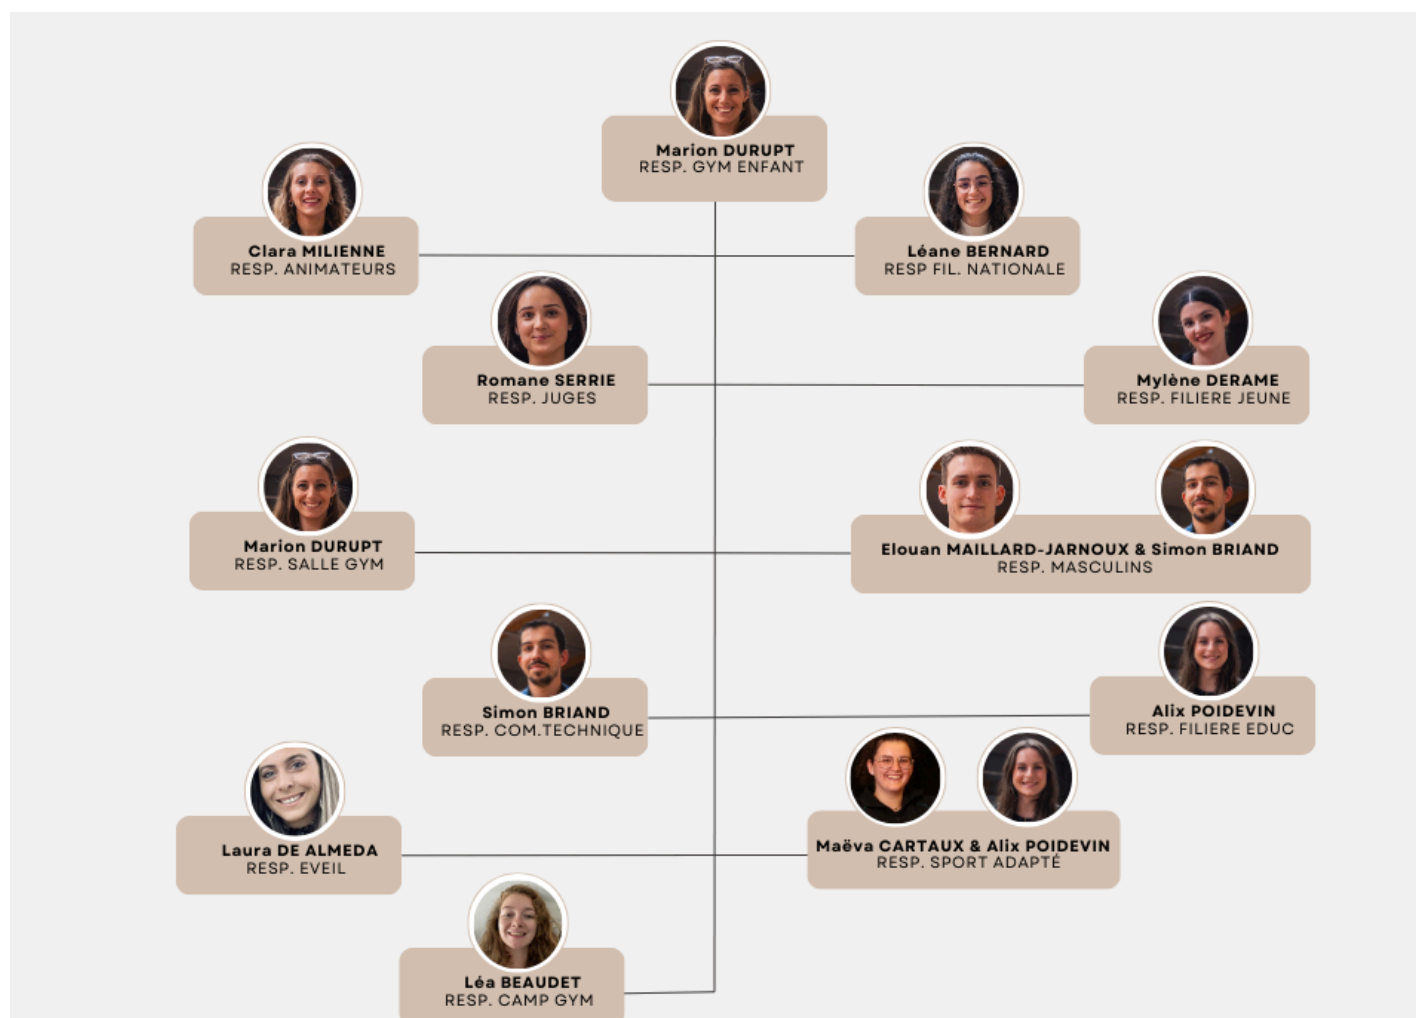 Marion DURUPT
RESP. GYM ENFANT
Clara MILIENNE
RESP. ANIMATEURS
Léane BERNARD
RESP FIL. NATIONALE
Romane SERRIE
RESP. JUGES
Mylène DERAME
RESP. FILIERE JEUNE
Marion DURUPT
RESP. SALLE GYM
Elouan MAILLARD-JARNOUX & Simon BRIAND
RESP. MASCULINS
Simon BRIAND
RESP. COM.TECHNIQUE
Alix POIDEVIN
RESP. FILIERE EDUC
Laura DE ALMEDA
RESP. EVEIL
Maëva CARTAUX & Alix POIDEVIN
RESP. SPORT ADAPTÉ
Léa BEAUDET
RESP. CAMP GYM